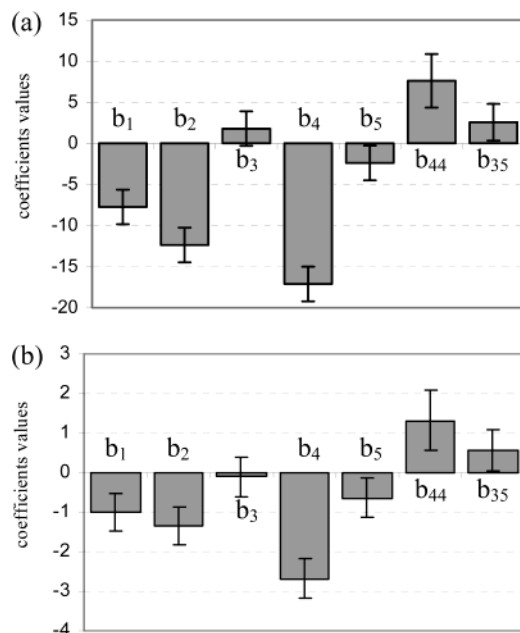 (a)
coefficients values
15
10
5
0
-5
-10
-15
-20
b1 b2 b4 b5
b3 b44 b35
(b)
coefficients values
3
2
1
0
-1
-2
-3
-4
b1 b2 b4 b5
b3 b44 b35